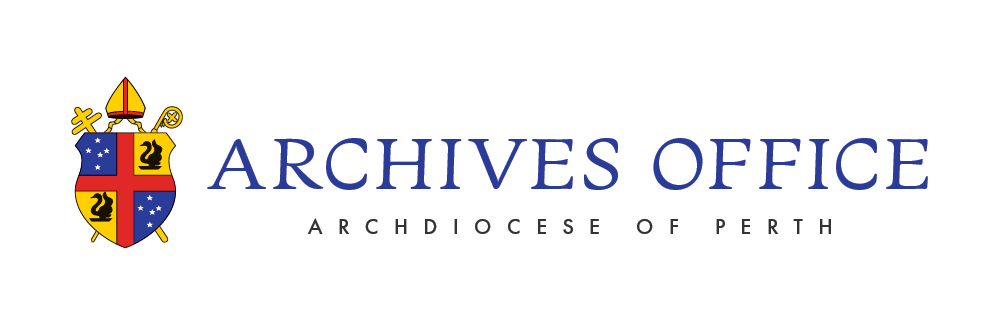 ARCHIVES OFFICE
ARCHDIOCESE OF PERTH